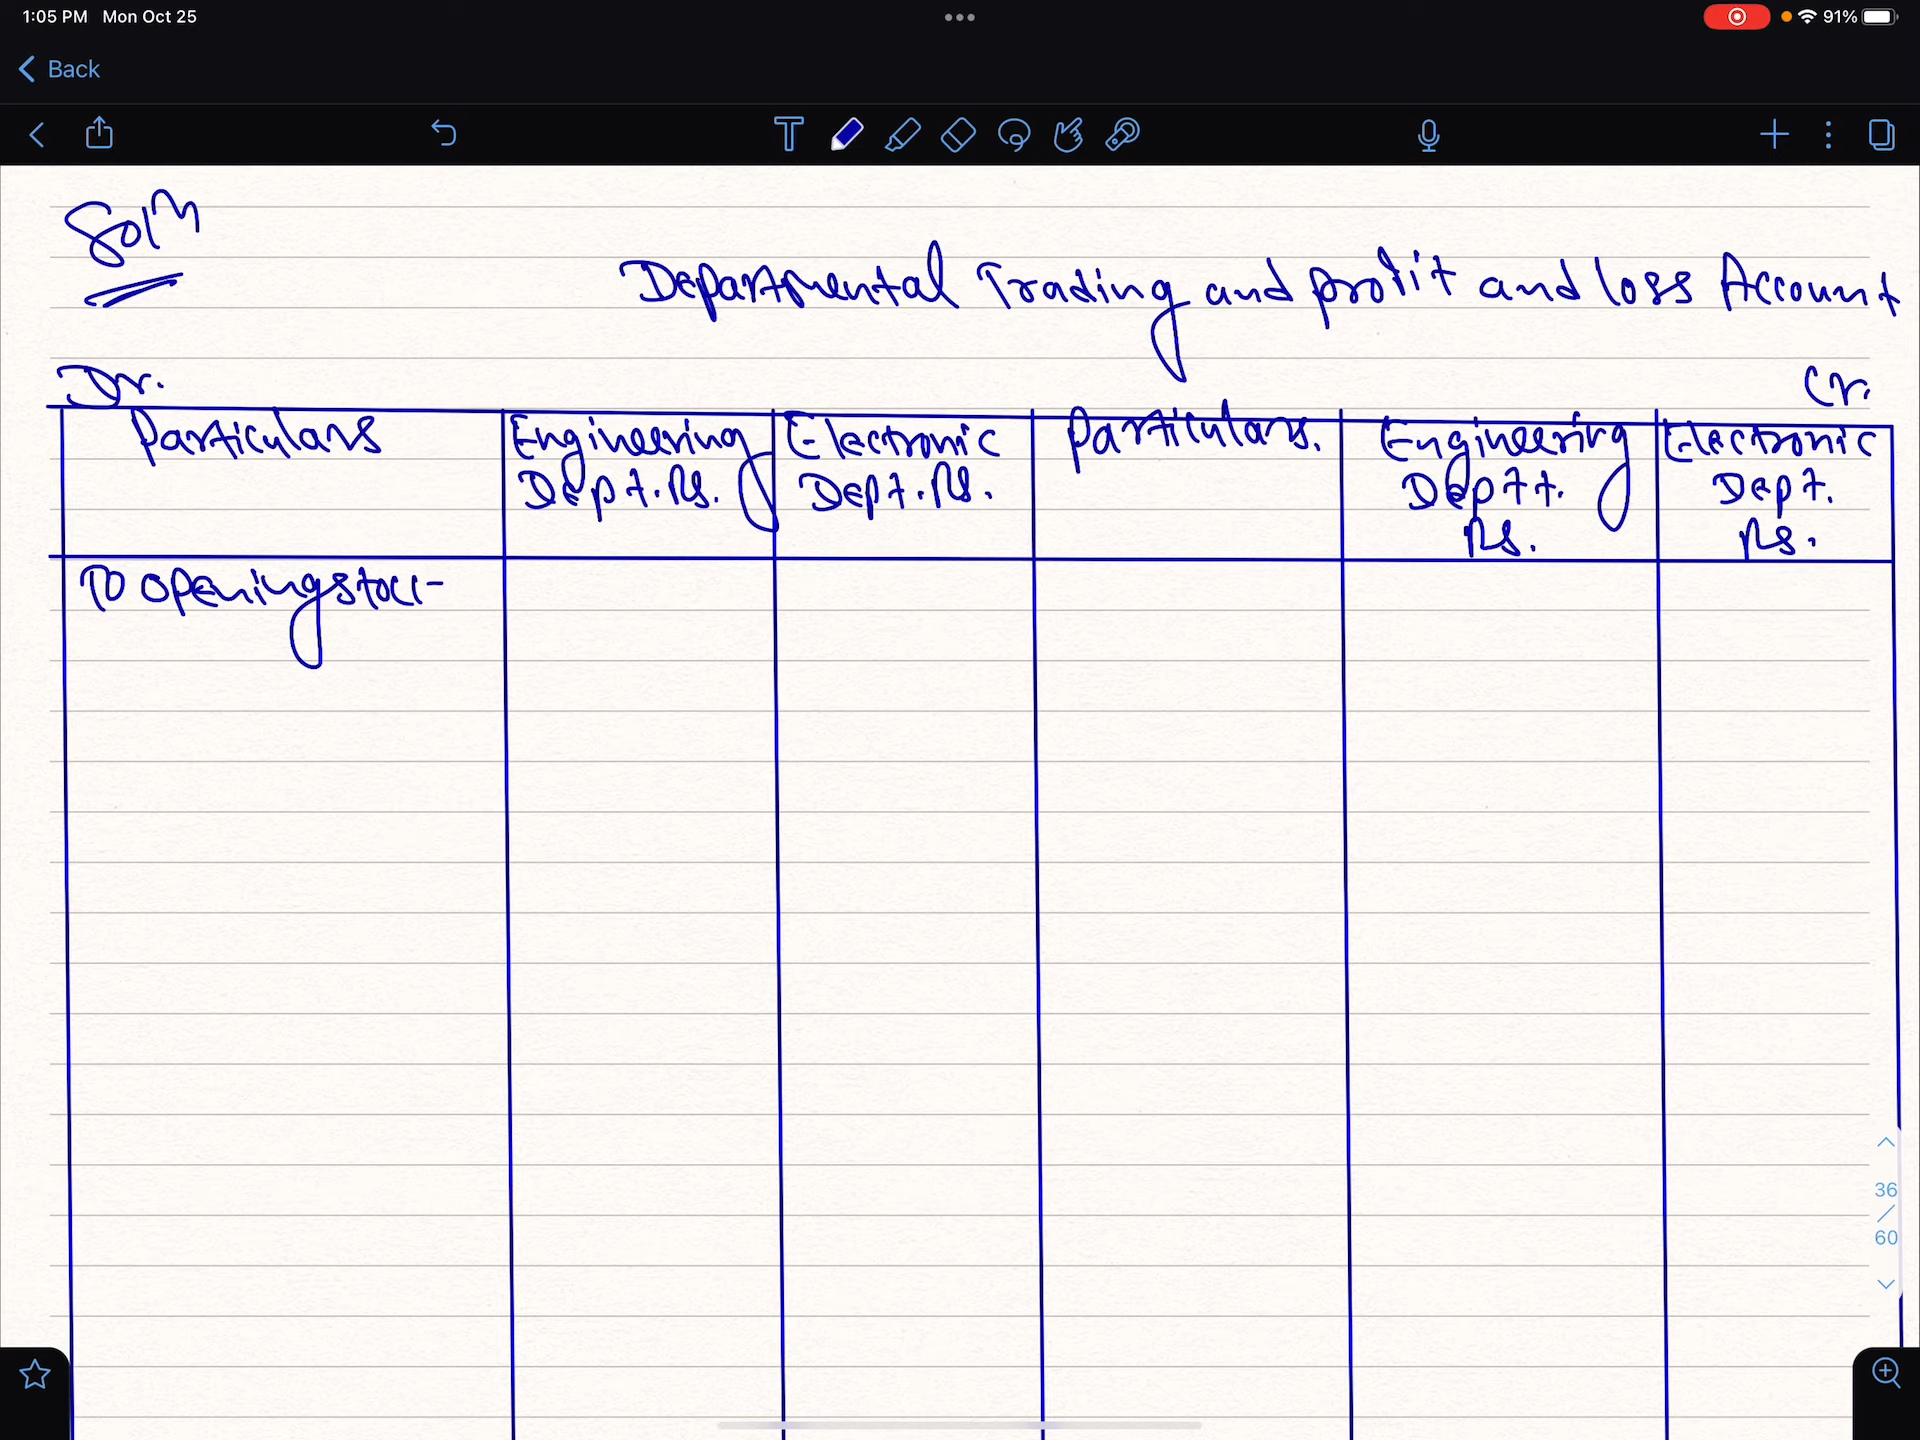 1:05 PM Mon Oct 25
91%
Back
Soln
Departmental Trading and profit and loss Account
Dr.
Cr.
Particulars Engineering Electronic Particulars. Engineering Electronic
Dept. Rs. Dept. Rs. Deptt. Dept.
Rs. Rs.
To opening stock
36
/
60